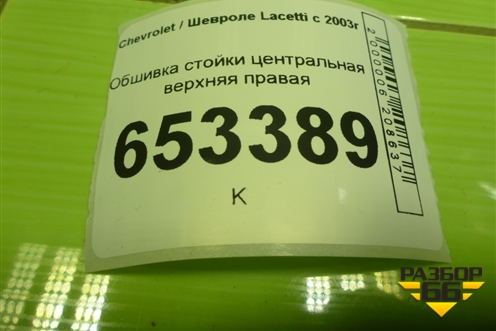 Chevrolet / Шевроле Lacetti с 2003г
Обшивка стойки центральная
верхняя правая
653389
К
2000006208637
РАЗБОР
66